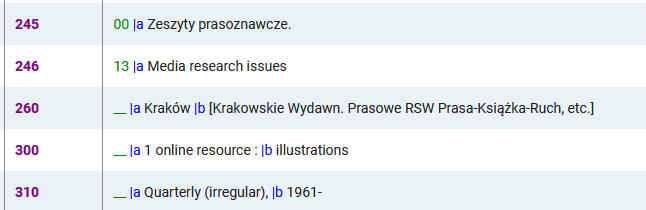 245 00 |a Zeszyty prasoznawcze.
246 13 |a Media research issues
260 __ |a Kraków |b [Krakowskie Wydawn. Prasowe RSW Prasa-Książka-Ruch, etc.]
300 __ |a 1 online resource : |b illustrations
310 __ |a Quarterly (irregular), |b 1961-